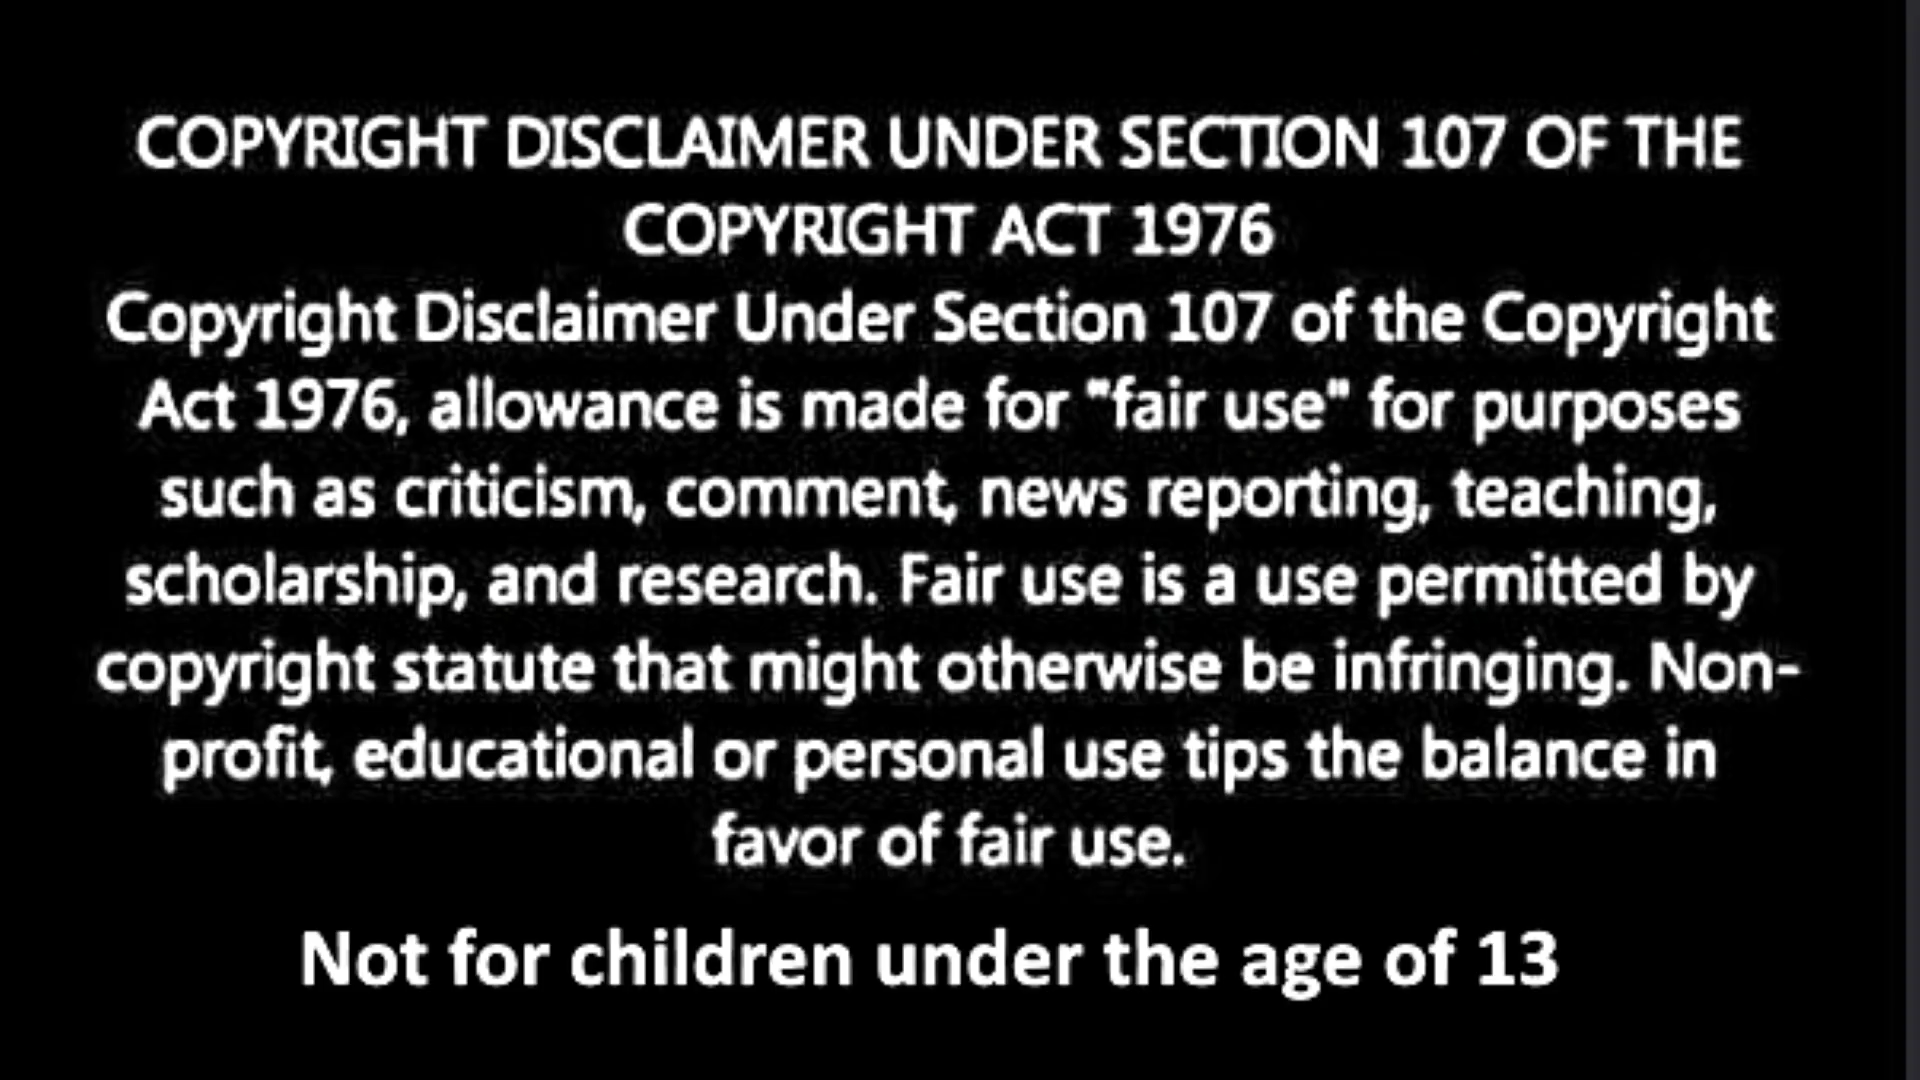 COPYRIGHT DISCLAIMER UNDER SECTION 107 OF THE
COPYRIGHT ACT 1976
Copyright Disclaimer Under Section 107 of the Copyright
Act 1976, allowance is made for "fair use" for purposes
such as criticism, comment, news reporting, teaching,
scholarship, and research. Fair use is a use permitted by
copyright statute that might otherwise be infringing. Non-
profit, educational or personal use tips the balance in
favor of fair use.
Not for children under the age of 13